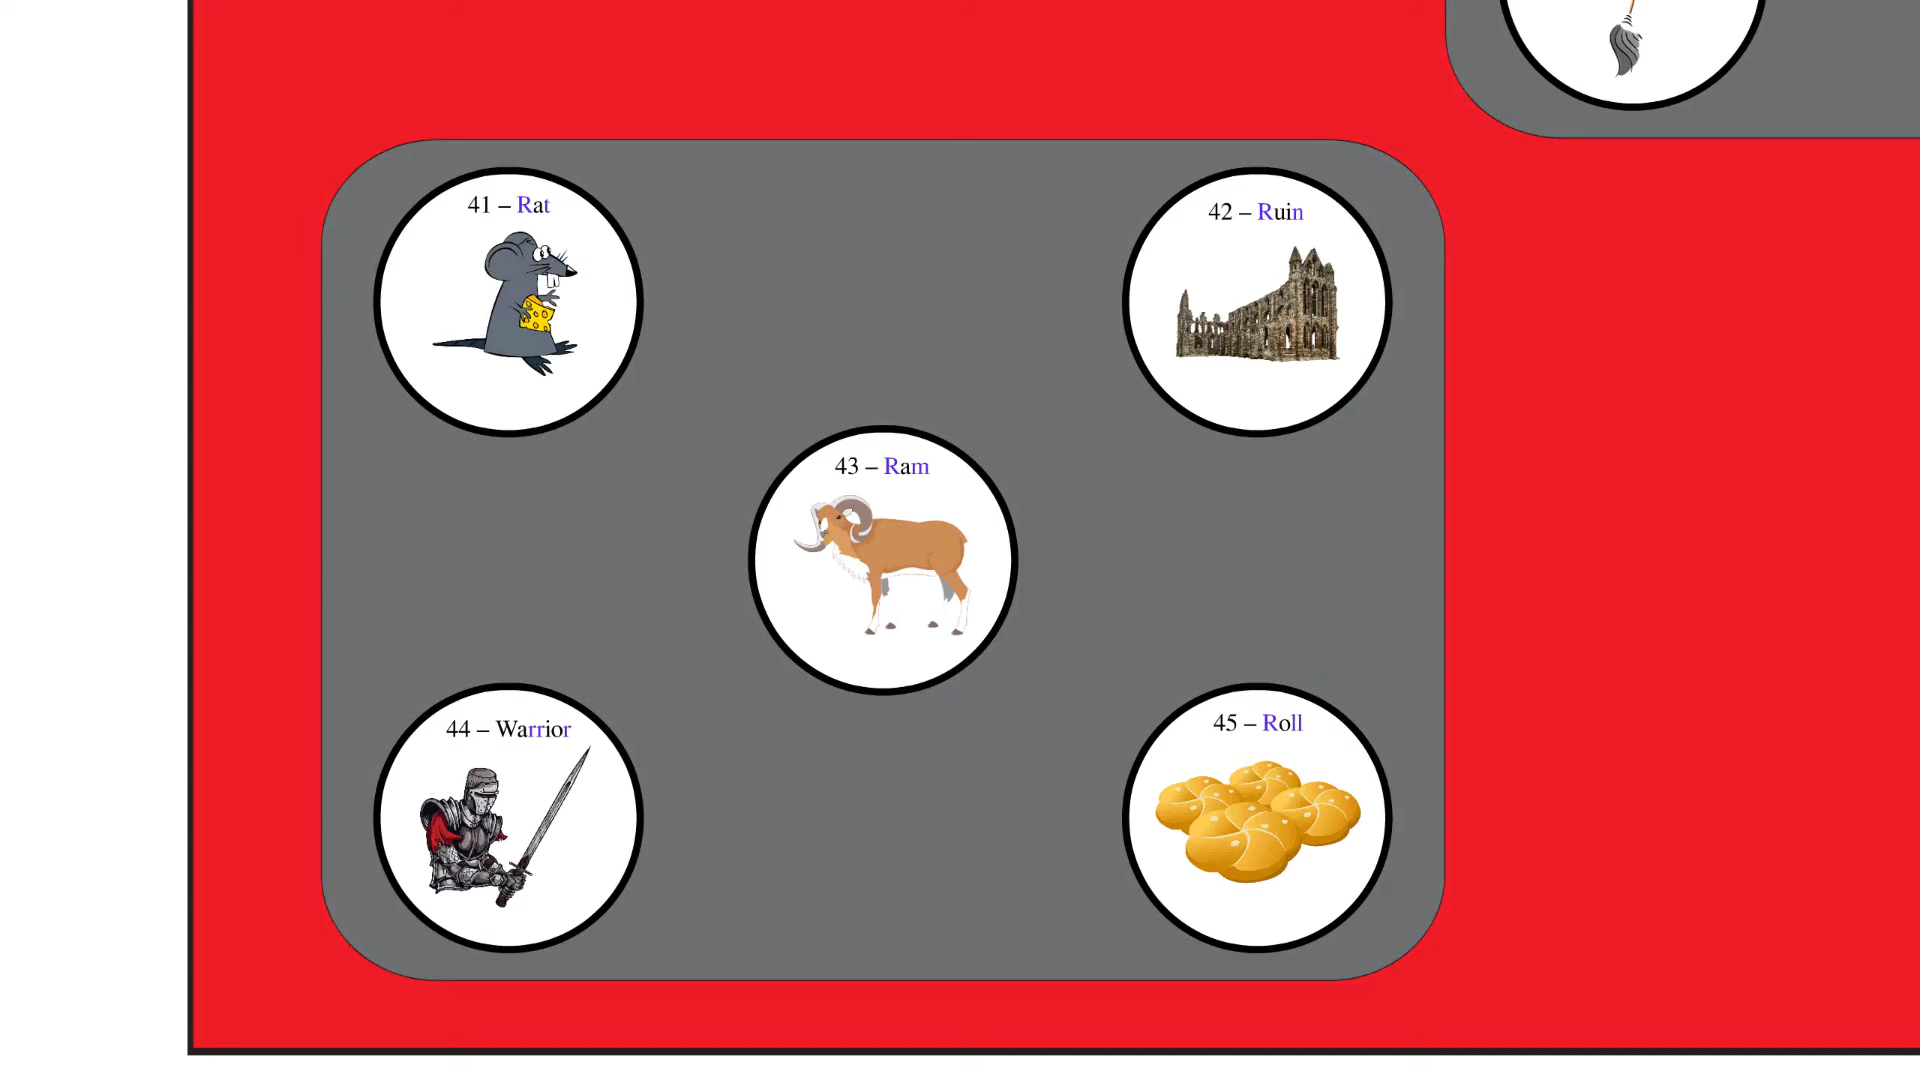 41 – Rat
42 – Ruin
43 – Ram
44 – Warrior
45 – Roll